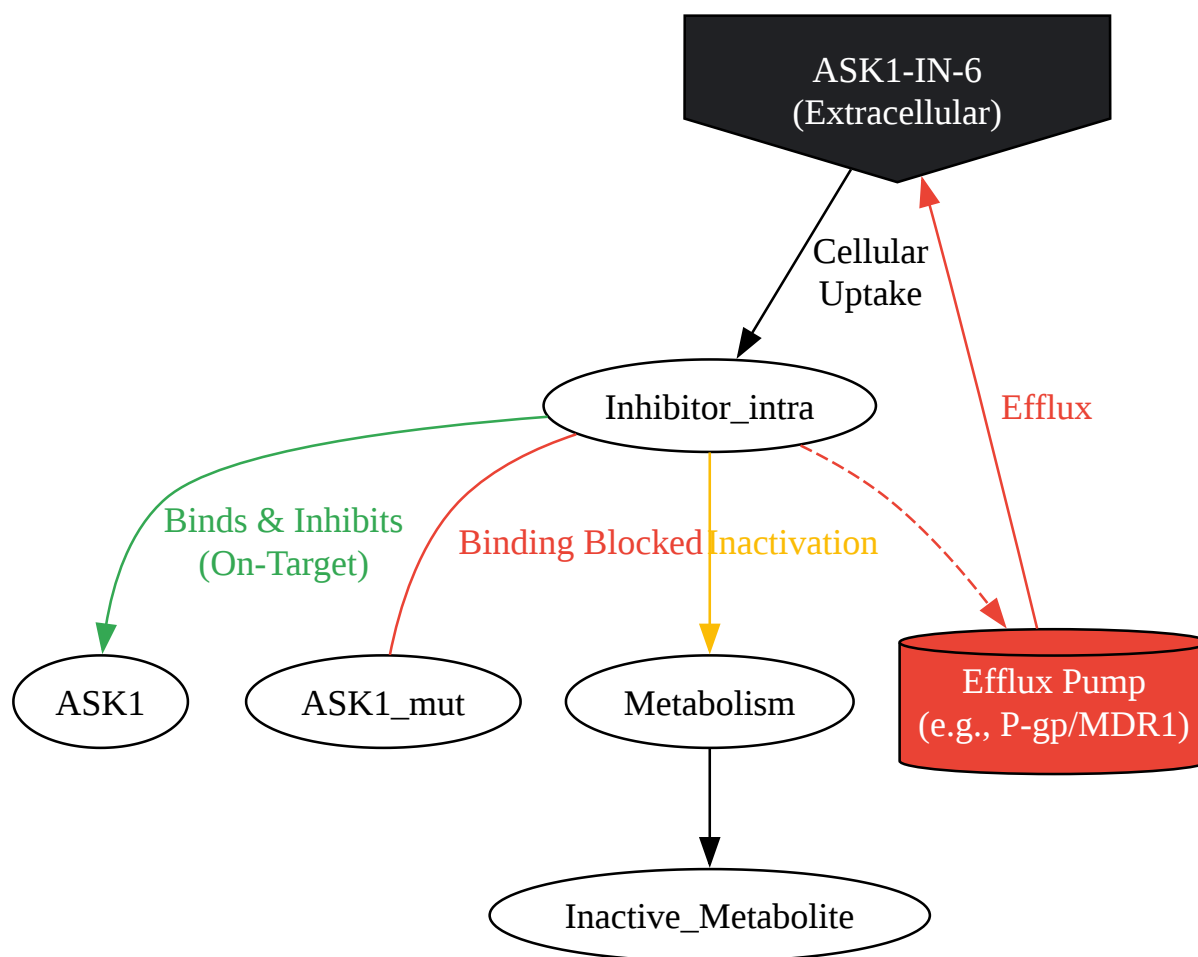 ASK1-IN-6
(Extracellular)
Cellular
Uptake
Efflux
Inhibitor_intra
Binds & Inhibits
(On-Target)
Binding Blocked
Inactivation
ASK1
ASK1_mut
Metabolism
Efflux Pump
(e.g., P-gp/MDR1)
Inactive_Metabolite